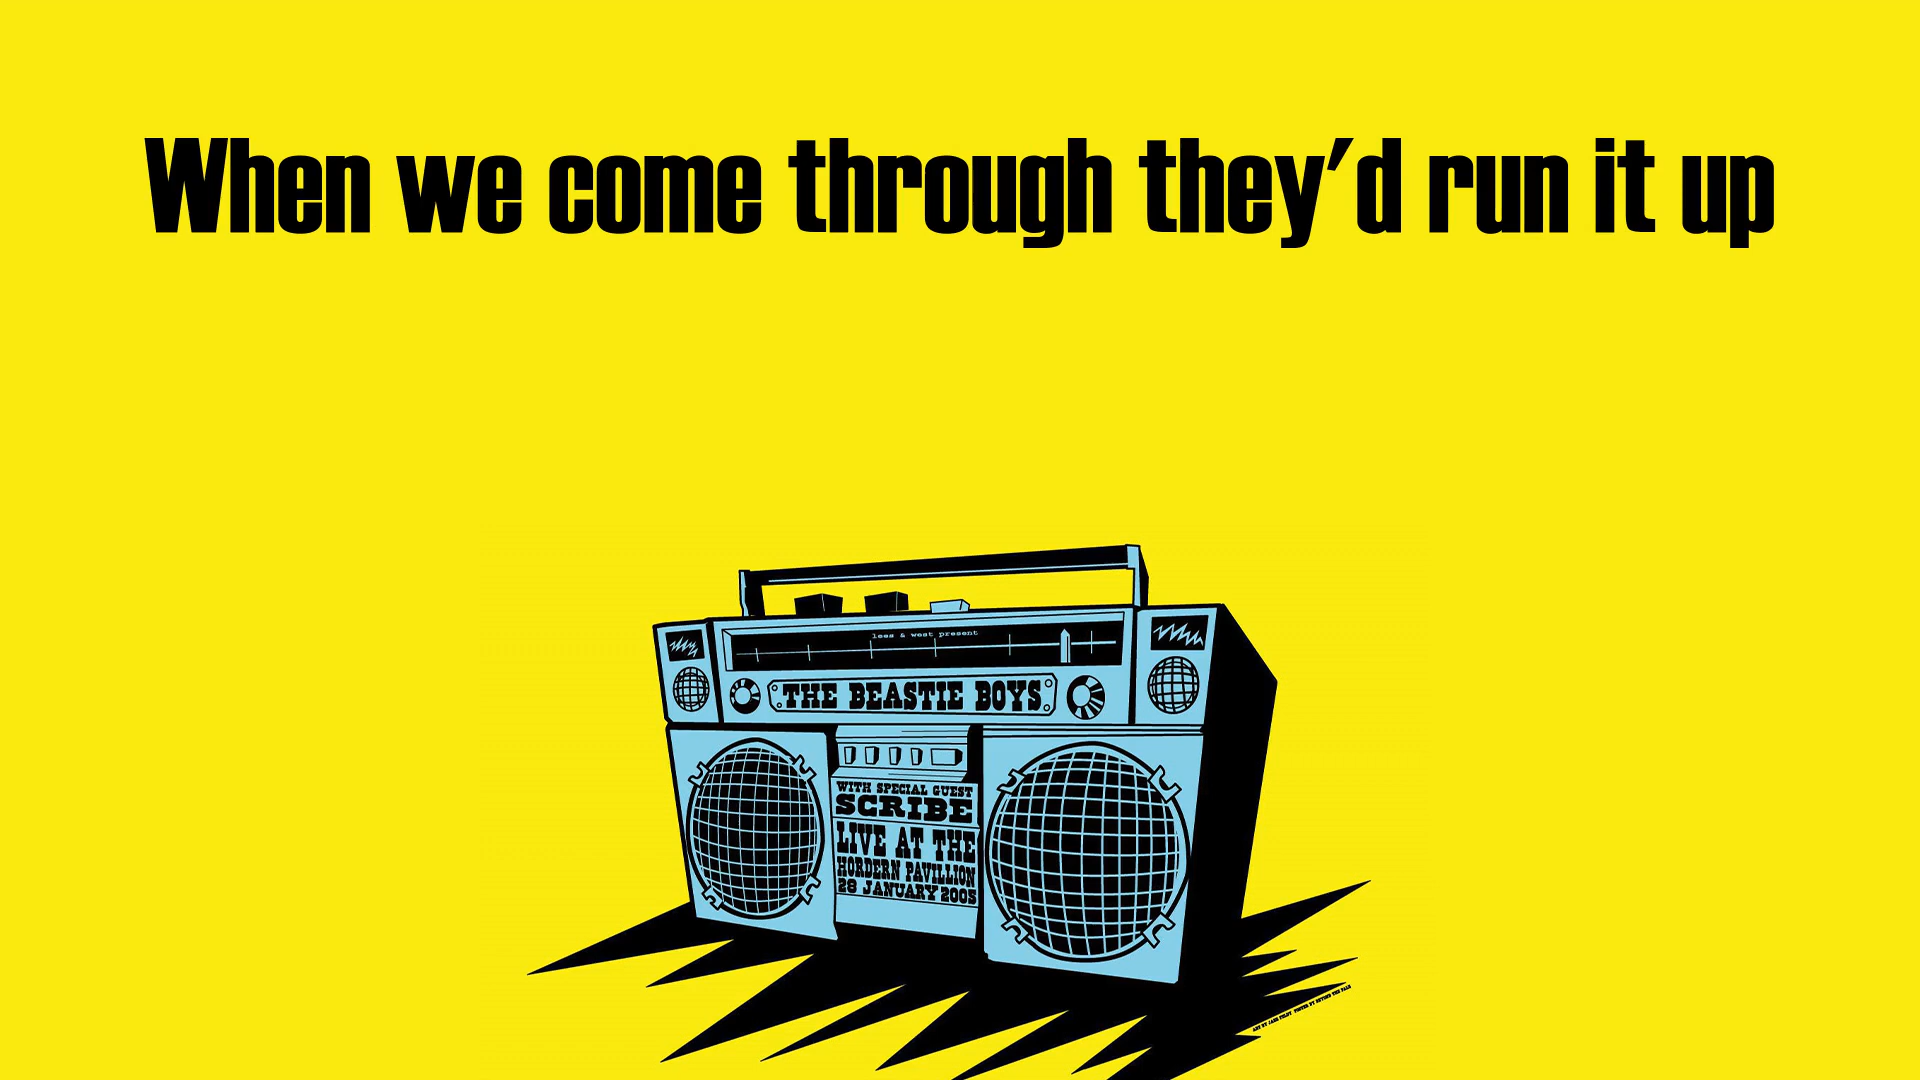 When we come through they'd run it up
lees & west present
THE BEASTIE BOYS
WITH SPECIAL GUEST
SCRIBE
LIVE AT THE
HORDERN PAVILLION
28 JANUARY 2005